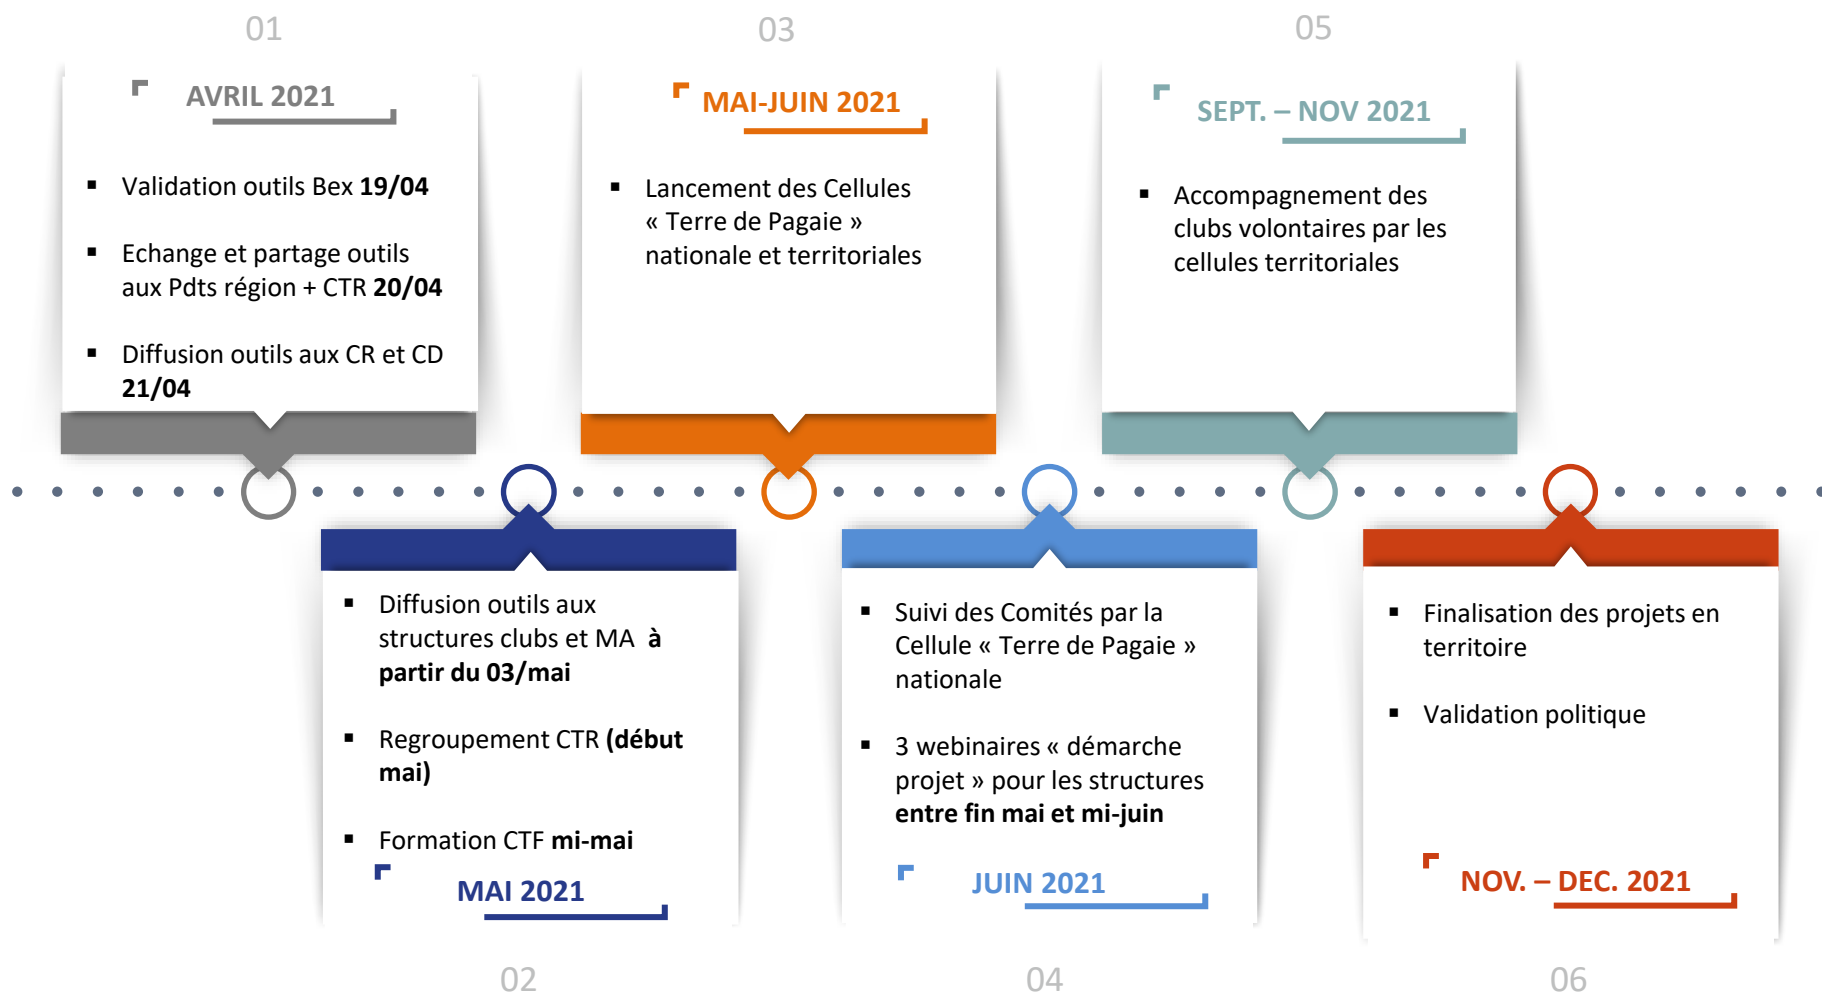 01
AVRIL 2021
▪ Validation outils Bex 19/04
▪ Echange et partage outils
aux Pdts région + CTR 20/04
▪ Diffusion outils aux CR et CD
21/04
02
▪ Diffusion outils aux
structures clubs et MA à
partir du 03/mai
▪ Regroupement CTR (début
mai)
▪ Formation CTF mi-mai
MAI 2021
03
MAI-JUIN 2021
▪ Lancement des Cellules
« Terre de Pagaie »
nationale et territoriales
04
▪ Suivi des Comités par la
Cellule « Terre de Pagaie »
nationale
▪ 3 webinaires « démarche
projet » pour les structures
entre fin mai et mi-juin
JUIN 2021
05
SEPT. – NOV 2021
▪ Accompagnement des
clubs volontaires par les
cellules territoriales
06
▪ Finalisation des projets en
territoire
▪ Validation politique
NOV. – DEC. 2021